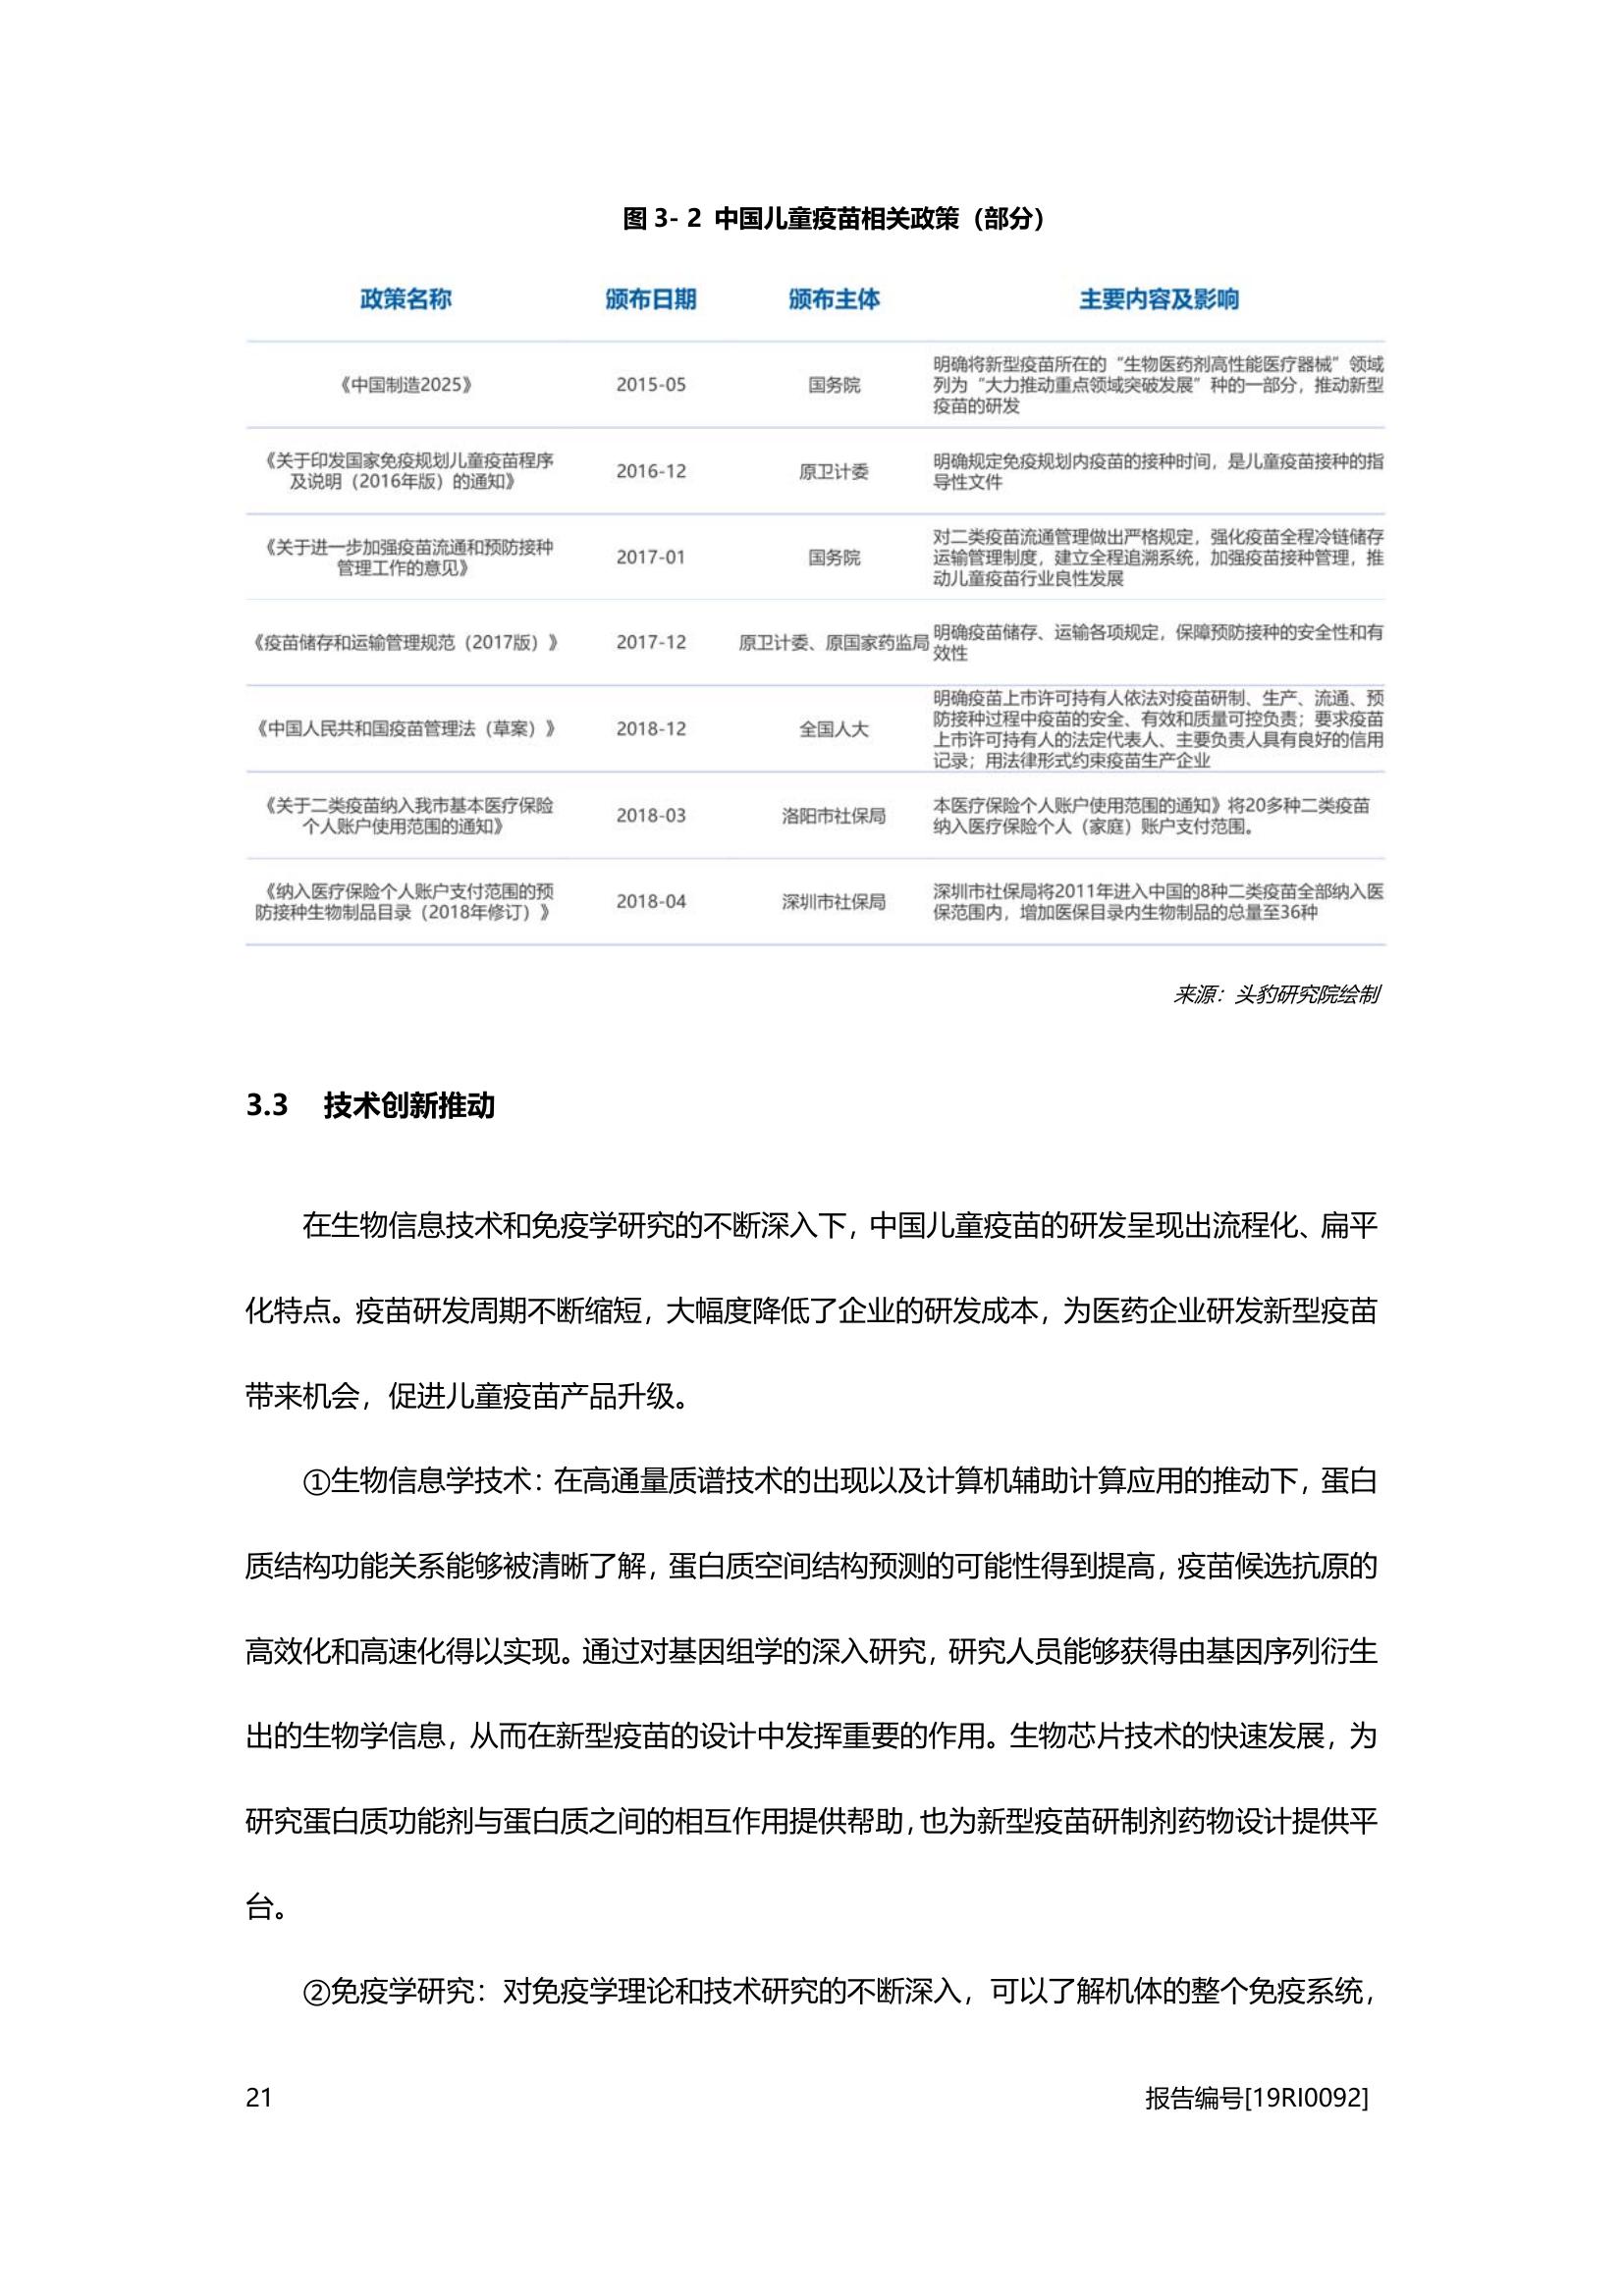 图 3- 2 中国儿童疫苗相关政策（部分）
政策名称 颁布日期 颁布主体 主要内容及影响
《中国制造2025》 2015-05 国务院
明确将新型疫苗所在的“生物医药剂高性能医疗器械”领域
列为“大力推动重点领域突破发展”种的一部分，推动新型
疫苗的研发
《关于印发国家免疫规划儿童疫苗程序
及说明（2016年版）的通知》
2016-12 原卫计委
明确规定免疫规划内疫苗的接种时间，是儿童疫苗接种的指
导性文件
《关于进一步加强疫苗流通和预防接种
管理工作的意见》
2017-01 国务院
对二类疫苗流通管理做出严格规定，强化疫苗全程冷链储存
运输管理制度，建立全程追溯系统，加强疫苗接种管理，推
动儿童疫苗行业良性发展
《疫苗储存和运输管理规范（2017版）》 2017-12 原卫计委、原国家药监局
明确疫苗储存、运输各项规定，保障预防接种的安全性和有
效性
《中国人民共和国疫苗管理法（草案）》 2018-12 全国人大
明确疫苗上市许可持有人依法对疫苗研制、生产、流通、预
防接种过程中疫苗的安全、有效和质量可控负责；要求疫苗
上市许可持有人的法定代表人、主要负责人具有良好的信用
记录；用法律形式约束疫苗生产企业
《关于二类疫苗纳入我市基本医疗保险
个人账户使用范围的通知》
2018-03 洛阳市社保局
本医疗保险个人账户使用范围的通知》将20多种二类疫苗
纳入医疗保险个人（家庭）账户支付范围。
《纳入医疗保险个人账户支付范围的预
防接种生物制品目录（2018年修订）》
2018-04 深圳市社保局
深圳市社保局将2011年进入中国的8种二类疫苗全部纳入医
保范围内，增加医保目录内生物制品的总量至36种
来源：头豹研究院绘制
3.3 技术创新推动
在生物信息技术和免疫学研究的不断深入下，中国儿童疫苗的研发呈现出流程化、扁平
化特点。疫苗研发周期不断缩短，大幅度降低了企业的研发成本，为医药企业研发新型疫苗
带来机会，促进儿童疫苗产品升级。
①生物信息学技术：在高通量质谱技术的出现以及计算机辅助计算应用的推动下，蛋白
质结构功能关系能够被清晰了解，蛋白质空间结构预测的可能性得到提高，疫苗候选抗原的
高效化和高速化得以实现。通过对基因组学的深入研究，研究人员能够获得由基因序列衍生
出的生物学信息，从而在新型疫苗的设计中发挥重要的作用。生物芯片技术的快速发展，为
研究蛋白质功能剂与蛋白质之间的相互作用提供帮助，也为新型疫苗研制剂药物设计提供平
台。
②免疫学研究：对免疫学理论和技术研究的不断深入，可以了解机体的整个免疫系统，
21 报告编号[19RI0092]